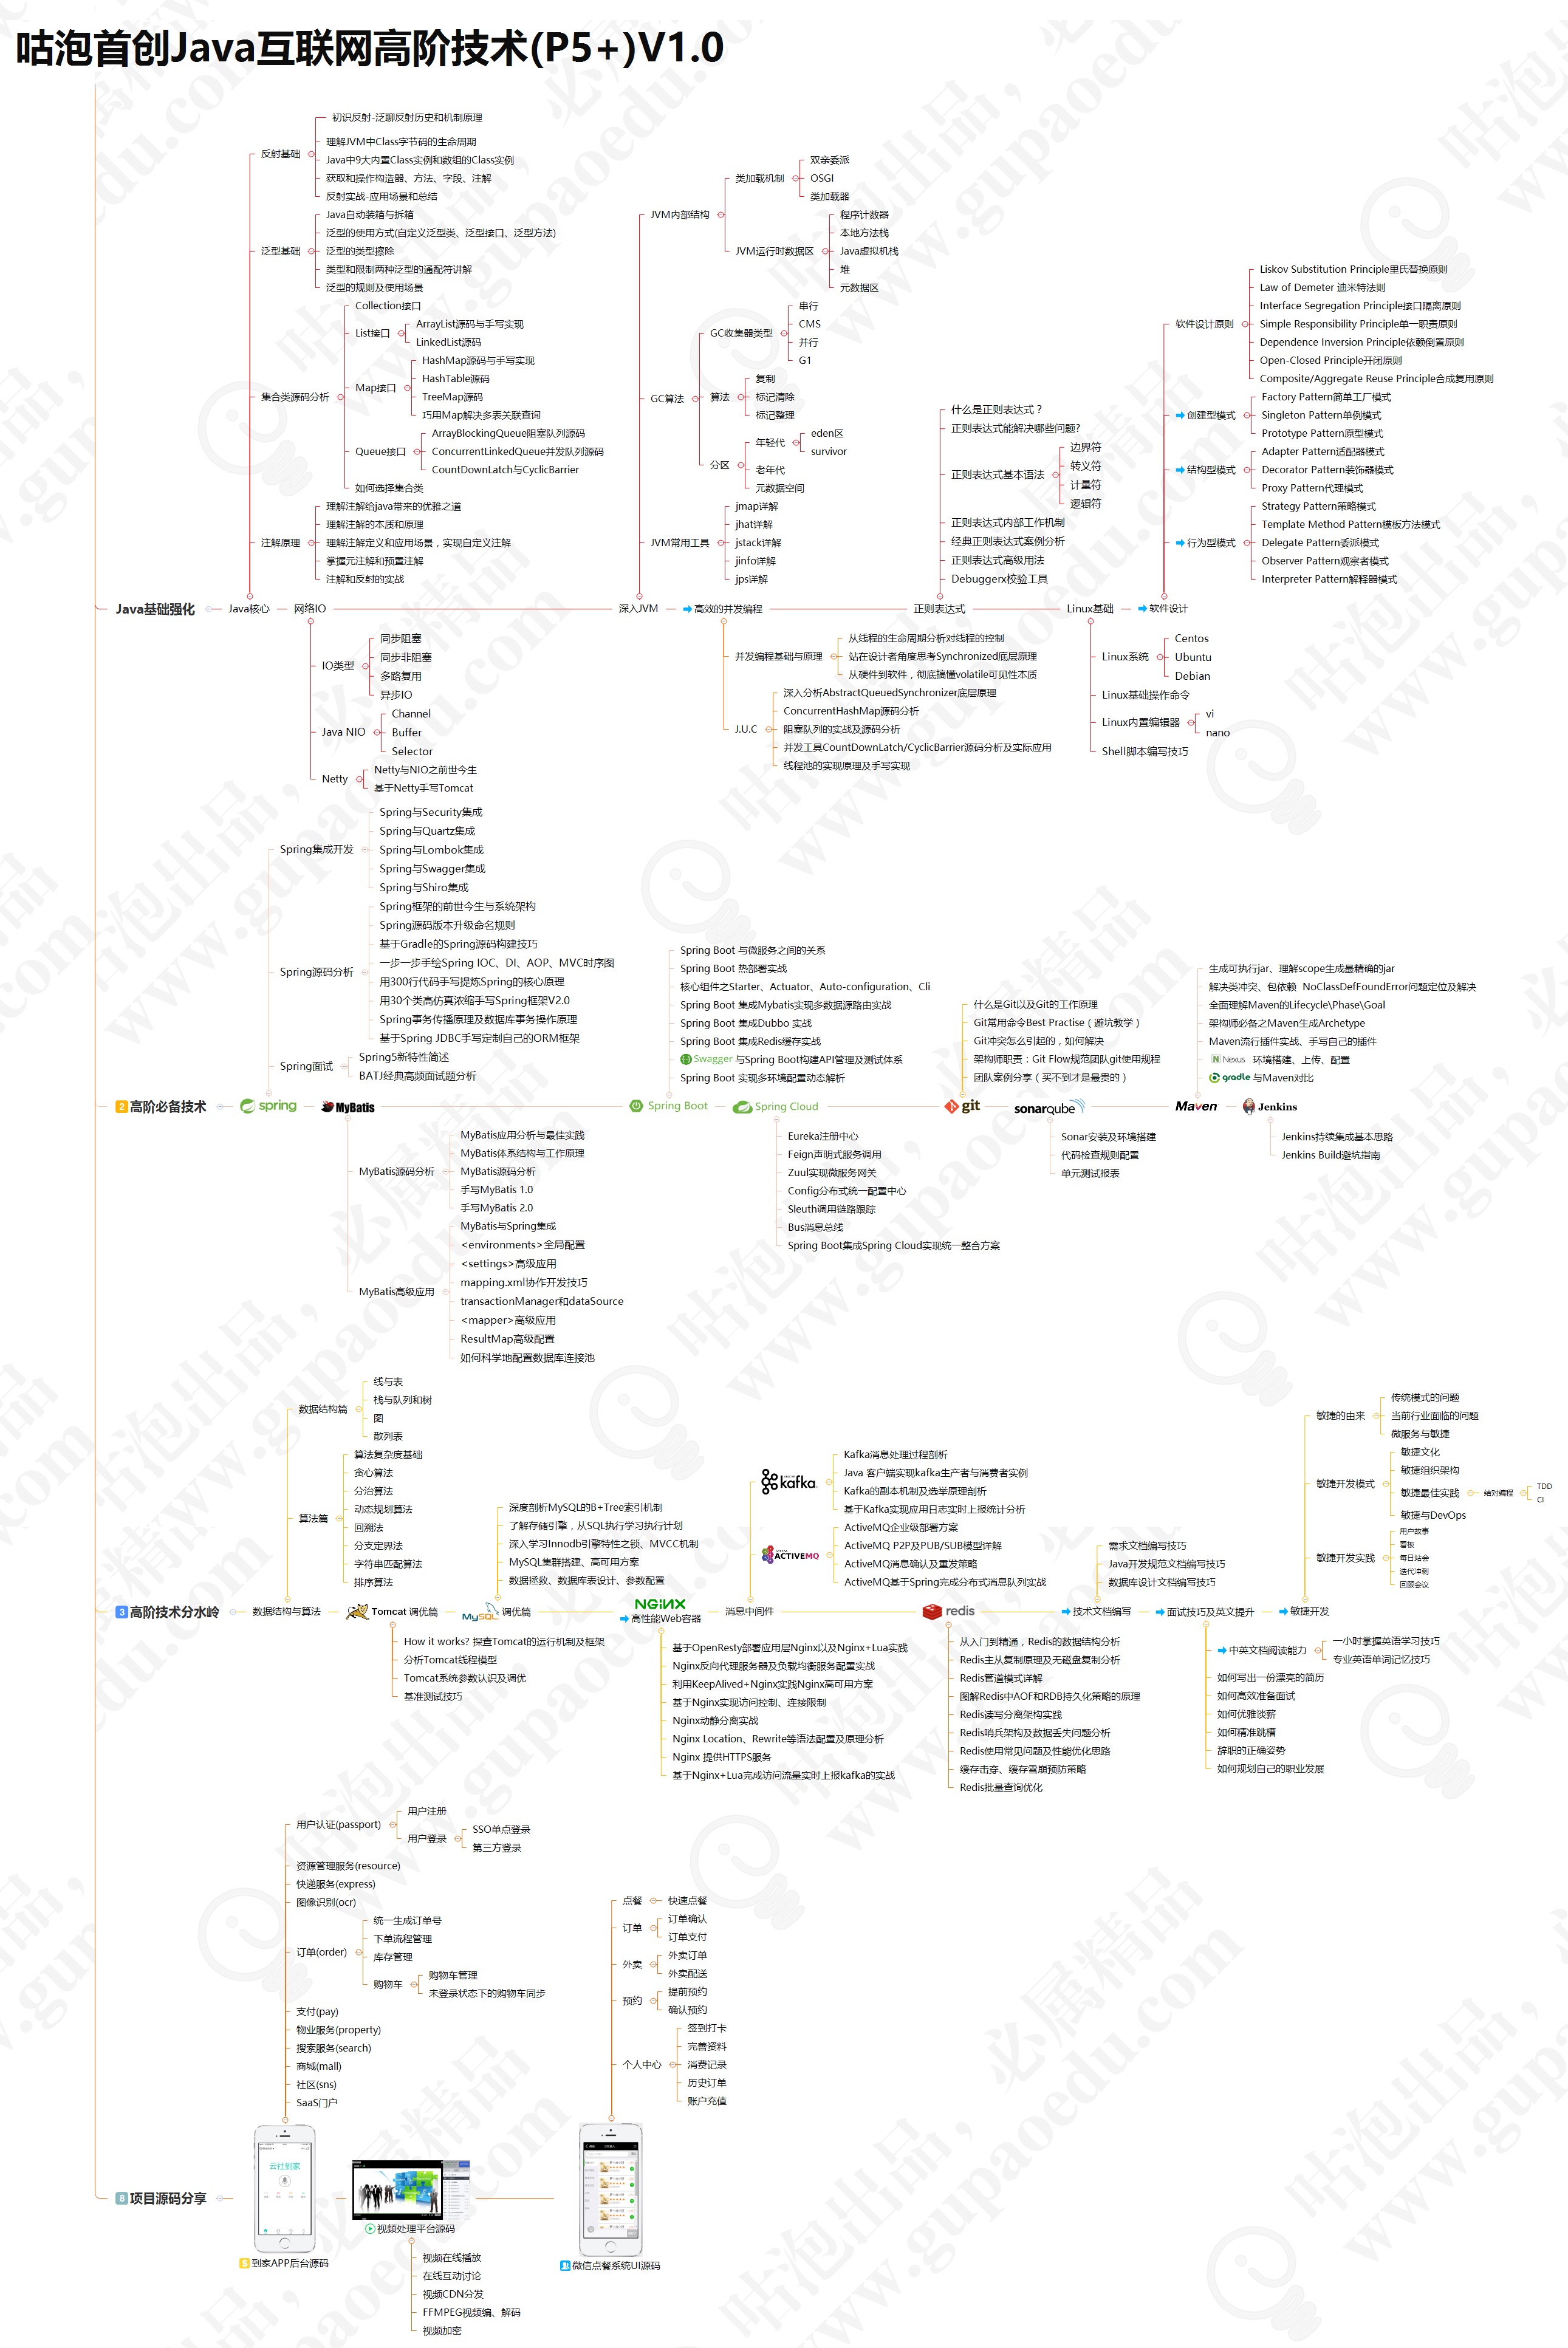 咕泡首创Java互联网高阶技术(P5+)V1.0
反射基础
初识反射-泛聊反射历史和机制原理
理解JVM中Class字节码的生命周期
Java中9大内置Class实例和数组的Class实例
获取和操作构造器、方法、字段、注解
反射实战-应用场景和总结
泛型基础
Java自动装箱与拆箱
泛型的使用方式(自定义泛型类、泛型接口、泛型方法)
泛型的类型擦除
类型和限制两种泛型的通配符讲解
泛型的规则及使用场景
集合类源码分析
Collection接口
List接口
ArrayList源码与手写实现
LinkedList源码
Map接口
HashMap源码与手写实现
HashTable源码
TreeMap源码
巧用Map解决多表关联查询
Queue接口
ArrayBlockingQueue阻塞队列源码
ConcurrentLinkedQueue并发队列源码
CountDownLatch与CyclicBarrier
如何选择集合类
注解原理
理解注解给java带来的优雅之道
理解注解的本质和原理
理解注解定义和应用场景，实现自定义注解
掌握元注解和预置注解
注解和反射的实战
JVM内部结构
类加载机制
双亲委派
OSGI
类加载器
JVM运行时数据区
程序计数器
本地方法栈
Java虚拟机栈
堆
元数据区
GC算法
GC收集器类型
串行
CMS
并行
G1
算法
复制
标记清除
标记整理
分区
年轻代
eden区
survivor
老年代
元数据空间
JVM常用工具
jmap详解
jhat详解
jstack详解
jinfo详解
jps详解
什么是正则表达式？
正则表达式能解决哪些问题?
正则表达式基本语法
边界符
转义符
计量符
逻辑符
正则表达式内部工作机制
经典正则表达式案例分析
正则表达式高级用法
Debuggerx校验工具
软件设计原则
Liskov Substitution Principle里氏替换原则
Law of Demeter 迪米特法则
Interface Segregation Principle接口隔离原则
Simple Responsibility Principle单一职责原则
Dependence Inversion Principle依赖倒置原则
Open-Closed Principle开闭原则
Composite/Aggregate Reuse Principle合成复用原则
创建型模式
Factory Pattern简单工厂模式
Singleton Pattern单例模式
Prototype Pattern原型模式
结构型模式
Adapter Pattern适配器模式
Decorator Pattern装饰器模式
Proxy Pattern代理模式
行为型模式
Strategy Pattern策略模式
Template Method Pattern模板方法模式
Delegate Pattern委派模式
Observer Pattern观察者模式
Interpreter Pattern解释器模式
Java基础强化
Java核心
网络IO
深入JVM
高效的并发编程
正则表达式
Linux基础
软件设计
IO类型
同步阻塞
同步非阻塞
多路复用
异步IO
Java NIO
Channel
Buffer
Selector
Netty
Netty与NIO之前世今生
基于Netty手写Tomcat
并发编程基础与原理
从线程的生命周期分析对线程的控制
站在设计者角度思考Synchronized底层原理
从硬件到软件，彻底搞懂volatile可见性本质
J.U.C
深入分析AbstractQueuedSynchronizer底层原理
ConcurrentHashMap源码分析
阻塞队列的实战及源码分析
并发工具CountDownLatch/CyclicBarrier源码分析及实际应用
线程池的实现原理及手写实现
Linux系统
Centos
Ubuntu
Debian
Linux基础操作命令
Linux内置编辑器
vi
nano
Shell脚本编写技巧
Spring集成开发
Spring与Security集成
Spring与Quartz集成
Spring与Lombok集成
Spring与Swagger集成
Spring与Shiro集成
Spring源码分析
Spring框架的前世今生与系统架构
Spring源码版本升级命名规则
基于Gradle的Spring源码构建技巧
一步一步手绘Spring IOC、DI、AOP、MVC时序图
用300行代码手写提炼Spring的核心原理
用30个类高仿真浓缩手写Spring框架V2.0
Spring事务传播原理及数据库事务操作原理
基于Spring JDBC手写定制自己的ORM框架
Spring面试
Spring5新特性简述
BATJ经典高频面试题分析
Spring Boot 与微服务之间的关系
Spring Boot 热部署实战
核心组件之Starter、Actuator、Auto-configuration、Cli
Spring Boot 集成Mybatis实现多数据源路由实战
Spring Boot 集成Dubbo 实战
Spring Boot 集成Redis缓存实战
Swagger 与Spring Boot构建API管理及测试体系
Spring Boot 实现多环境配置动态解析
什么是Git以及Git的工作原理
Git常用命令Best Practise（避坑教学）
Git冲突怎么引起的，如何解决
架构师职责：Git Flow规范团队git使用规程
团队案例分享（买不到才是最贵的）
生成可执行jar、理解scope生成最精确的jar
解决类冲突、包依赖 NoClassDefFoundError问题定位及解决
全面理解Maven的Lifecycle\Phase\Goal
架构师必备之Maven生成Archetype
Maven流行插件实战、手写自己的插件
Nexus 环境搭建、上传、配置
gradle 与Maven对比
2 高阶必备技术
spring
MyBatis
Spring Boot
Spring Cloud
git
sonarqube
Maven
Jenkins
MyBatis源码分析
MyBatis应用分析与最佳实践
MyBatis体系结构与工作原理
MyBatis源码分析
手写MyBatis 1.0
手写MyBatis 2.0
MyBatis高级应用
MyBatis与Spring集成
<environments>全局配置
<settings>高级应用
mapping.xml协作开发技巧
transactionManager和dataSource
<mapper>高级应用
ResultMap高级配置
如何科学地配置数据库连接池
Eureka注册中心
Feign声明式服务调用
Zuul实现微服务网关
Config分布式统一配置中心
Sleuth调用链路跟踪
Bus消息总线
Spring Boot集成Spring Cloud实现统一整合方案
Sonar安装及环境搭建
代码检查规则配置
单元测试报表
Jenkins持续集成基本思路
Jenkins Build避坑指南
数据结构篇
线与表
栈与队列和树
图
散列表
算法篇
算法复杂度基础
贪心算法
分治算法
动态规划算法
回溯法
分支定界法
字符串匹配算法
排序算法
深度剖析MySQL的B+Tree索引机制
了解存储引擎，从SQL执行学习执行计划
深入学习Innodb引擎特性之锁、MVCC机制
MySQL集群搭建、高可用方案
数据拯救、数据库表设计、参数配置
kafka
Kafka消息处理过程剖析
Java 客户端实现kafka生产者与消费者实例
Kafka的副本机制及选举原理剖析
基于Kafka实现应用日志实时上报统计分析
ACTIVEMQ
ActiveMQ企业级部署方案
ActiveMQ P2P及PUB/SUB模型详解
ActiveMQ消息确认及重发策略
ActiveMQ基于Spring完成分布式消息队列实战
需求文档编写技巧
Java开发规范文档编写技巧
数据库设计文档编写技巧
敏捷的由来
传统模式的问题
当前行业面临的问题
微服务与敏捷
敏捷开发模式
敏捷文化
敏捷组织架构
敏捷最佳实践
结对编程
TDD
CI
敏捷与DevOps
敏捷开发实践
用户故事
看板
每日站会
迭代冲刺
回顾会议
3 高阶技术分水岭
数据结构与算法
Tomcat 调优篇
MySQL 调优篇
NGINX
高性能Web容器
消息中间件
redis
技术文档编写
面试技巧及英文提升
敏捷开发
How it works? 探查Tomcat的运行机制及框架
分析Tomcat线程模型
Tomcat系统参数认识及调优
基准测试技巧
基于OpenResty部署应用层Nginx以及Nginx+Lua实践
Nginx反向代理服务器及负载均衡服务配置实战
利用KeepAlived+Nginx实践Nginx高可用方案
基于Nginx实现访问控制、连接限制
Nginx动静分离实战
Nginx Location、Rewrite等语法配置及原理分析
Nginx 提供HTTPS服务
基于Nginx+Lua完成访问流量实时上报kafka的实战
从入门到精通，Redis的数据结构分析
Redis主从复制原理及无磁盘复制分析
Redis管道模式详解
图解Redis中AOF和RDB持久化策略的原理
Redis读写分离架构实践
Redis哨兵架构及数据丢失问题分析
Redis使用常见问题及性能优化思路
缓存击穿、缓存雪崩预防策略
Redis批量查询优化
中英文档阅读能力
一小时掌握英语学习技巧
专业英语单词记忆技巧
如何写出一份漂亮的简历
如何高效准备面试
如何优雅谈薪
如何精准跳槽
辞职的正确姿势
如何规划自己的职业发展
用户认证(passport)
用户注册
用户登录
SSO单点登录
第三方登录
资源管理服务(resource)
快递服务(express)
图像识别(ocr)
订单(order)
统一生成订单号
下单流程管理
库存管理
购物车
购物车管理
未登录状态下的购物车同步
支付(pay)
物业服务(property)
搜索服务(search)
商城(mall)
社区(sns)
SaaS门户
点餐
快速点餐
订单
订单确认
订单支付
外卖
外卖订单
外卖配送
预约
提前预约
确认预约
个人中心
签到打卡
完善资料
消费记录
历史订单
账户充值
8 项目源码分享
云社到家
到家APP后台源码
视频处理平台源码
微信点餐系统UI源码
视频在线播放
在线互动讨论
视频CDN分发
FFMPEG视频编、解码
视频加密
咕泡出品，必属精品
www.gupaoedu.com